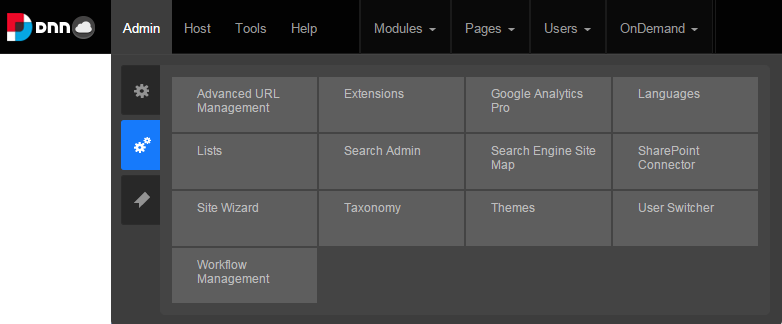 DNN Admin Host Tools Help Modules Pages Users OnDemand
Advanced URL Extensions Google Analytics Languages
Management Pro
Lists Search Admin Search Engine Site SharePoint
Map Connector
Site Wizard Taxonomy Themes User Switcher
Workflow
Management